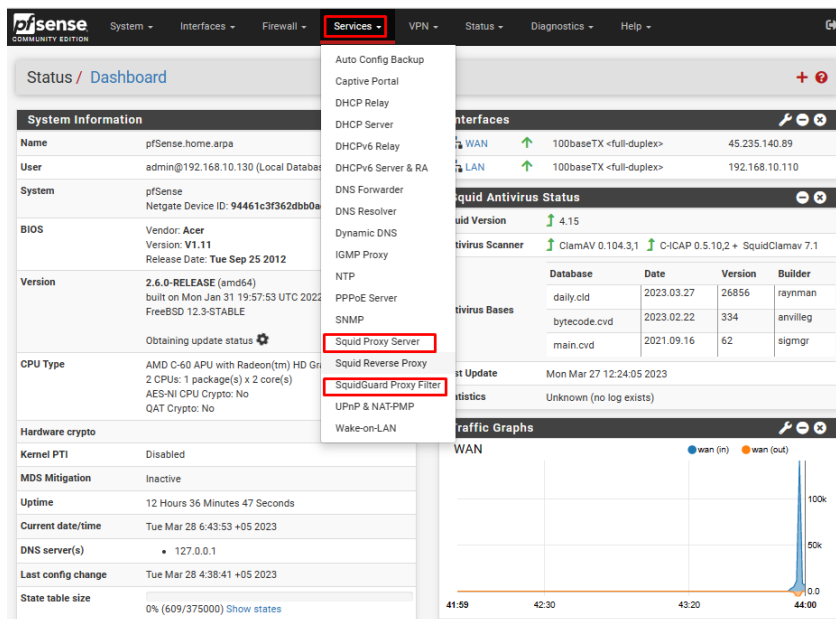 pfsense
COMMUNITY EDITION
System
Interfaces
Firewall
Services
VPN
Status
Diagnostics
Help
Status / Dashboard
Auto Config Backup
Captive Portal
DHCP Relay
DHCP Server
DHCPv6 Relay
DHCPv6 Server & RA
DNS Forwarder
DNS Resolver
Dynamic DNS
IGMP Proxy
NTP
PPPoE Server
SNMP
Squid Proxy Server
Squid Reverse Proxy
SquidGuard Proxy Filter
UPnP & NAT-PMP
Wake-on-LAN
System Information
Name pfSense.home.arpa
User admin@192.168.10.130 (Local Databas
System pfSense
Netgate Device ID: 94461c3f362dbb0a
BIOS Vendor: Acer
Version: V1.11
Release Date: Tue Sep 25 2012
Version 2.6.0-RELEASE (amd64)
built on Mon Jan 31 19:57:53 UTC 2022
FreeBSD 12.3-STABLE
Obtaining update status
CPU Type AMD C-60 APU with Radeon(tm) HD Gra
2 CPUs: 1 package(s) x 2 core(s)
AES-NI CPU Crypto: No
QAT Crypto: No
Hardware crypto
Kernel PTI Disabled
MDS Mitigation Inactive
Uptime 12 Hours 36 Minutes 47 Seconds
Current date/time Tue Mar 28 6:43:53 +05 2023
DNS server(s) • 127.0.0.1
Last config change Tue Mar 28 4:38:41 +05 2023
State table size
0% (609/375000) Show states
nterfaces
WAN 100baseTX <full-duplex> 45.235.140.89
LAN 100baseTX <full-duplex> 192.168.10.110
quid Antivirus Status
uid Version 4.15
tivirus Scanner ClamAV 0.104.3,1 C-ICAP 0.5.10,2 + SquidClamav 7.1
tivirus Bases
Database Date Version Builder
daily.cld 2023.03.27 26856 raynman
bytecode.cvd 2023.02.22 334 anvilleg
main.cvd 2021.09.16 62 sigmgr
st Update Mon Mar 27 12:24:05 2023
atistics Unknown (no log exists)
raffic Graphs
WAN wan (in) wan (out)
100k
50k
0.0
41:59 42:30 43:20 44:00